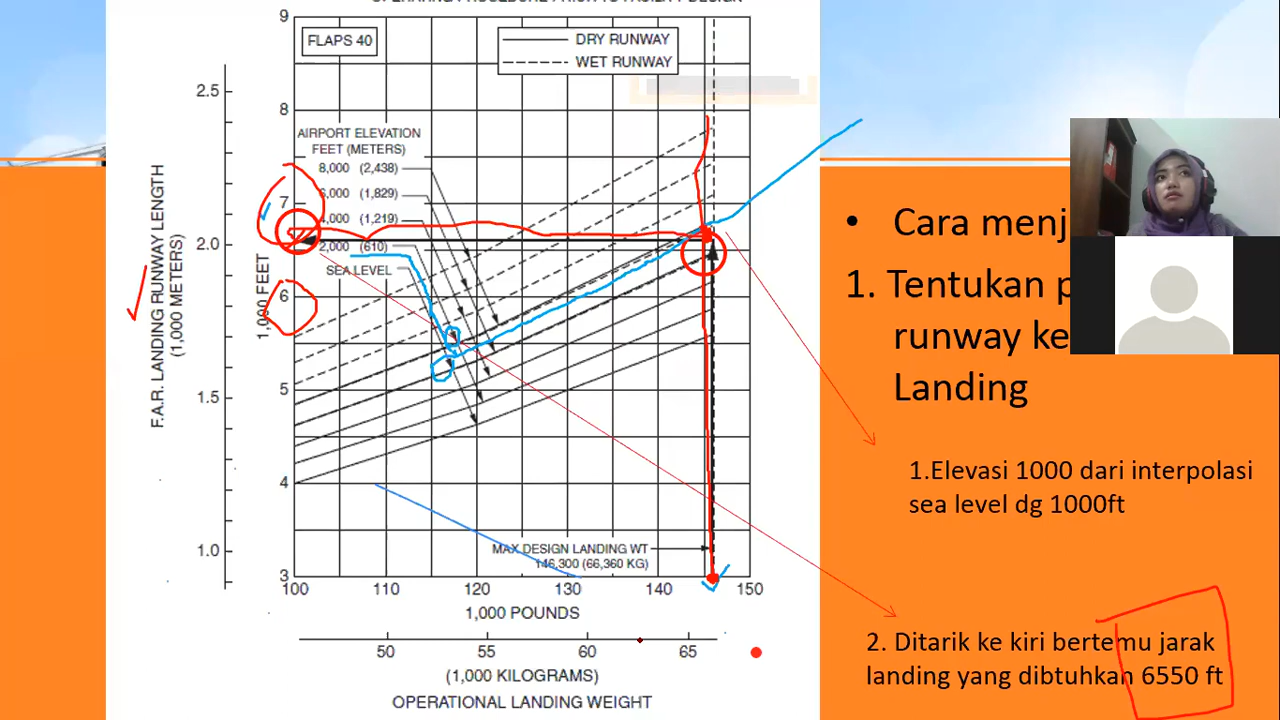 9
FLAPS 40
DRY RUNWAY
WET RUNWAY
2.5
8
AIRPORT ELEVATION
FEET (METERS)
8,000 (2,438)
6,000 (1,829)
4,000 (1,219)
2,000 (610)
SEA LEVEL
7
2.0
6
F.A.R. LANDING RUNWAY LENGTH
(1,000 METERS)
1,000 FEET
5
1.5
4
1.0
MAX DESIGN LANDING WT
146,300 (66,360 KG)
3
100 110 120 130 140 150
1,000 POUNDS
50 55 60 65
(1,000 KILOGRAMS)
OPERATIONAL LANDING WEIGHT
• Cara menj
1. Tentukan p
runway ke
Landing
1.Elevasi 1000 dari interpolasi
sea level dg 1000ft
2. Ditarik ke kiri bertemu jarak
landing yang dibtuhkan 6550 ft